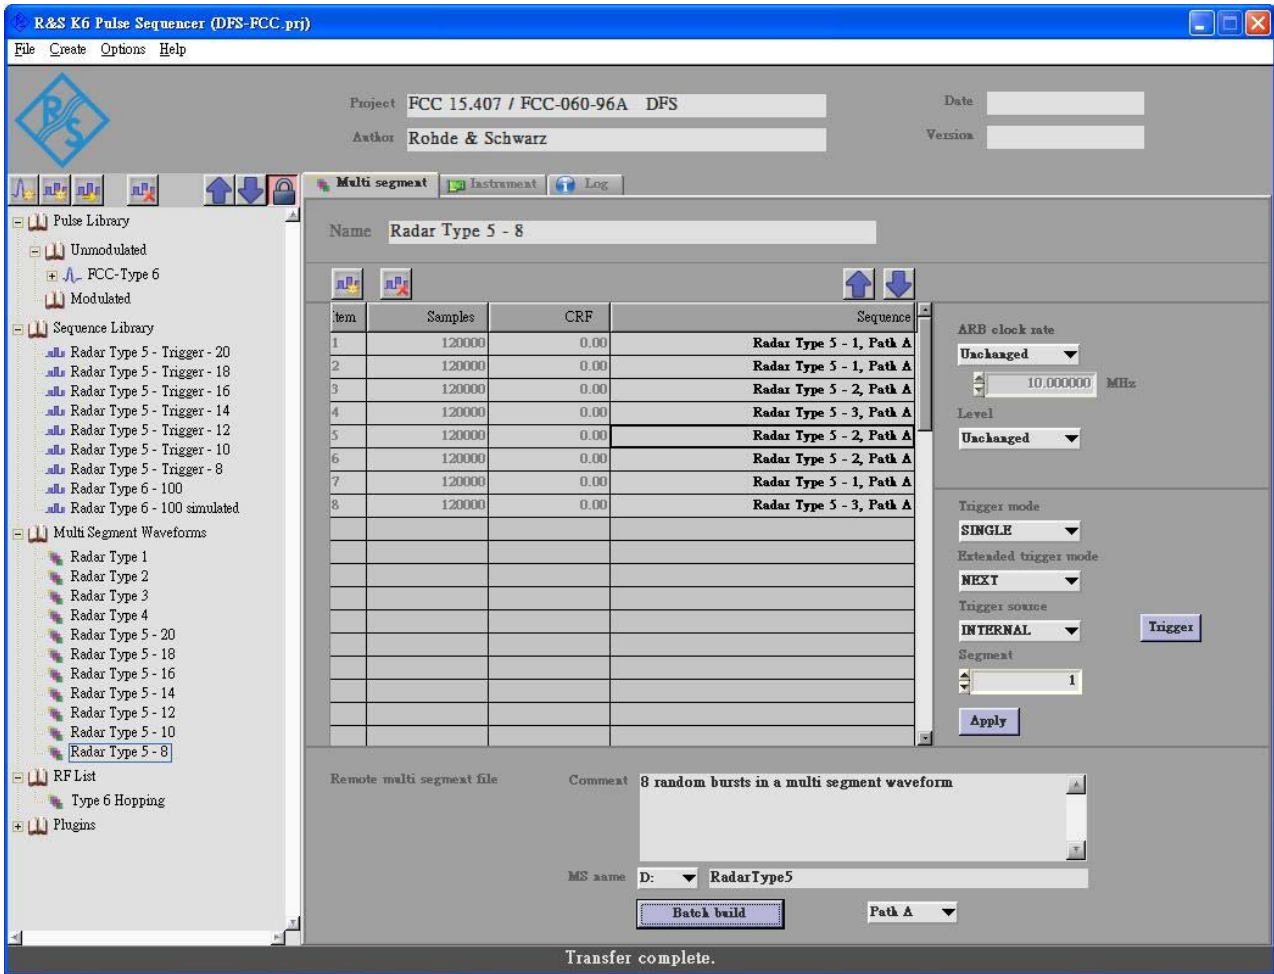 R&S K6 Pulse Sequencer (DFS-FCC.prj)
File Create Options Help
R S
Project FCC 15.407 / FCC-060-96A DFS
Date
Author Rohde & Schwarz
Version
Multi segment Instrument Log
Pulse Library
Unmodulated
FCC-Type 6
Modulated
Sequence Library
Radar Type 5 - Trigger - 20
Radar Type 5 - Trigger - 18
Radar Type 5 - Trigger - 16
Radar Type 5 - Trigger - 14
Radar Type 5 - Trigger - 12
Radar Type 5 - Trigger - 10
Radar Type 5 - Trigger - 8
Radar Type 6 - 100
Radar Type 6 - 100 simulated
Multi Segment Waveforms
Radar Type 1
Radar Type 2
Radar Type 3
Radar Type 4
Radar Type 5 - 20
Radar Type 5 - 18
Radar Type 5 - 16
Radar Type 5 - 14
Radar Type 5 - 12
Radar Type 5 - 10
Radar Type 5 - 8
RF List
Type 6 Hopping
Plugins
Name Radar Type 5 - 8
Item Samples CRF Sequence
1 120000 0.00 Radar Type 5 - 1, Path A
2 120000 0.00 Radar Type 5 - 1, Path A
3 120000 0.00 Radar Type 5 - 2, Path A
4 120000 0.00 Radar Type 5 - 3, Path A
5 120000 0.00 Radar Type 5 - 2, Path A
6 120000 0.00 Radar Type 5 - 2, Path A
7 120000 0.00 Radar Type 5 - 1, Path A
8 120000 0.00 Radar Type 5 - 3, Path A
ARB clock rate
Unchanged
10.000000 MHz
Level
Unchanged
Trigger mode
SINGLE
Extended trigger mode
NEXT
Trigger source
INTERNAL
Trigger
Segment
1
Apply
Remote multi segment file
Comment 8 random bursts in a multi segment waveform
MS name D: RadarType5
Batch build Path A
Transfer complete.